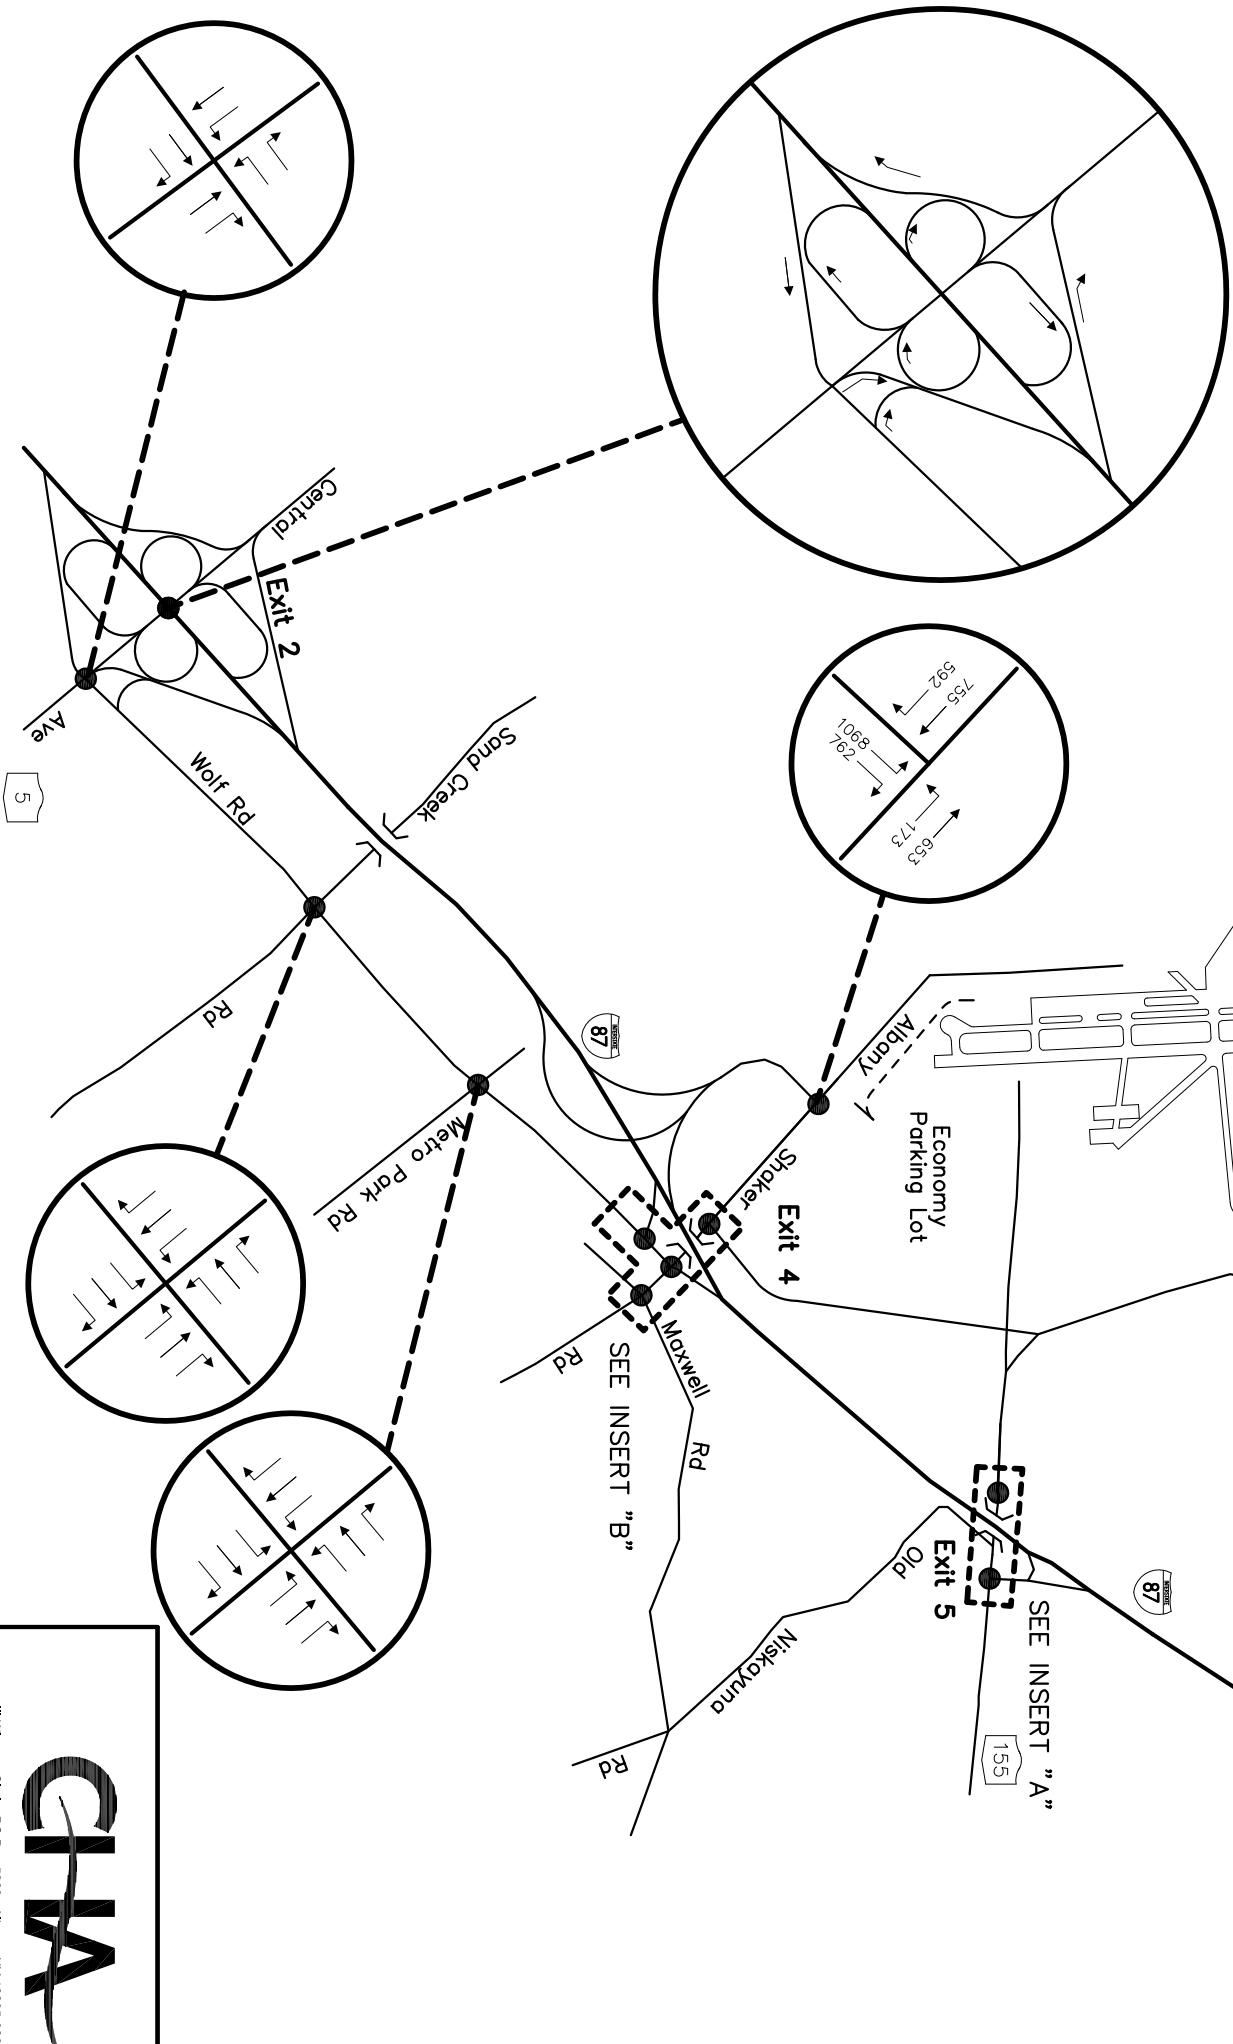 Central
Exit 2
Ave
5
Wolf Rd
Sand Creek
Rd
592
755
1068
762
173
653
INTERSTATE
87
Albany
Shaker
Economy
Parking Lot
Exit 4
Metro Park Rd
Maxwell
Rd
Rd
SEE INSERT "B"
Old
Niskayuna
Rd
Exit 5
SEE INSERT "A"
155
INTERSTATE
87
CHA